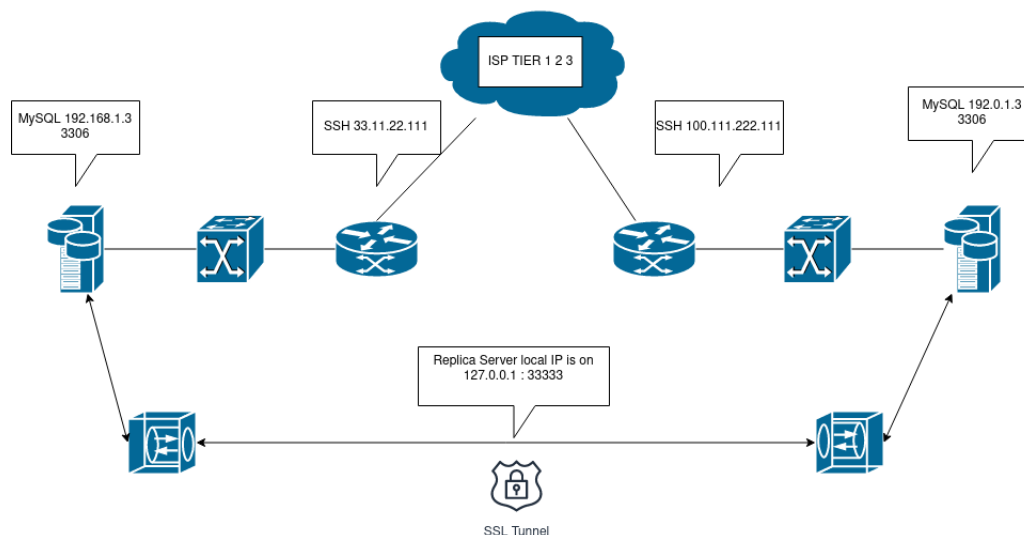 ISP TIER 1 2 3
MySQL 192.168.1.3
3306
SSH 33.11.22.111
SSH 100.111.222.111
MySQL 192.0.1.3
3306
Replica Server local IP is on
127.0.0.1 : 33333
SSL Tunnel